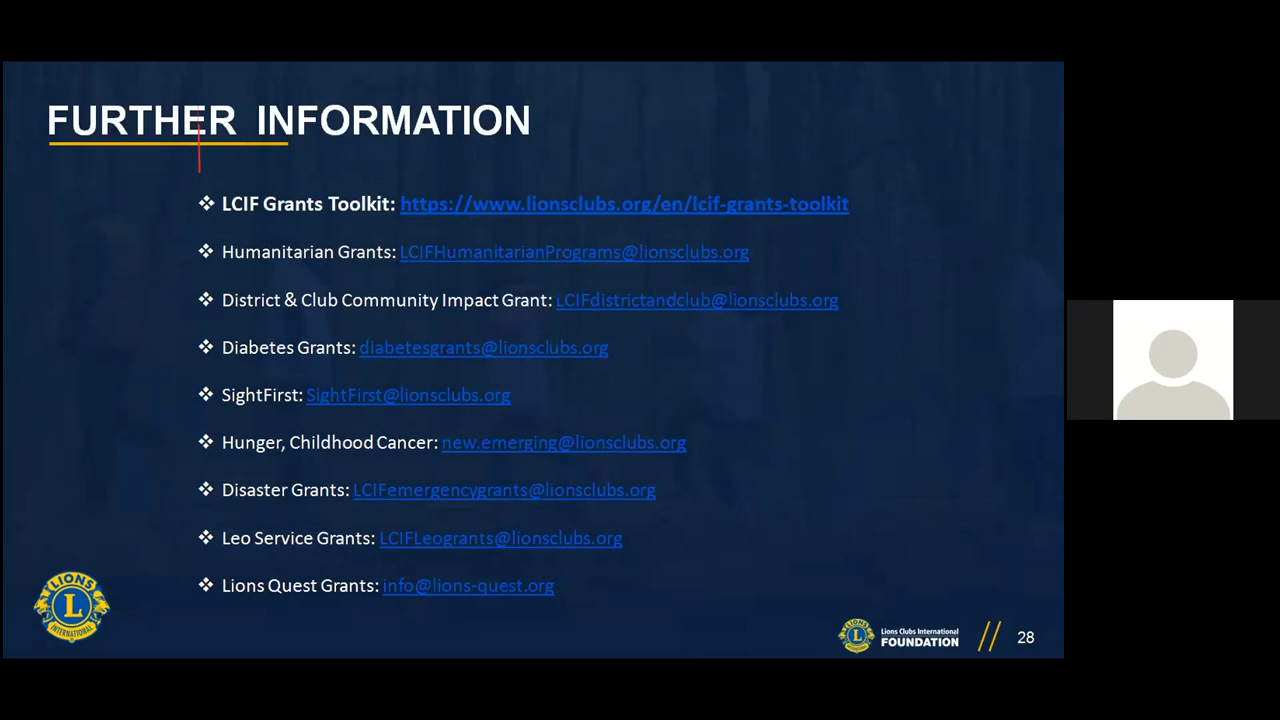 FURTHER INFORMATION
❖ LCIF Grants Toolkit: https://www.lionsclubs.org/en/lcif-grants-toolkit
❖ Humanitarian Grants: LCIFHumanitarianPrograms@lionsclubs.org
❖ District & Club Community Impact Grant: LCIFdistrictandclub@lionsclubs.org
❖ Diabetes Grants: diabetesgrants@lionsclubs.org
❖ SightFirst: SightFirst@lionsclubs.org
❖ Hunger, Childhood Cancer: new.emerging@lionsclubs.org
❖ Disaster Grants: LCIFemergencygrants@lionsclubs.org
❖ Leo Service Grants: LCIFLeogrants@lionsclubs.org
❖ Lions Quest Grants: info@lions-quest.org
LIONS
L
INTERNATIONAL
LIONS
L
Lions Clubs International
FOUNDATION
// 28